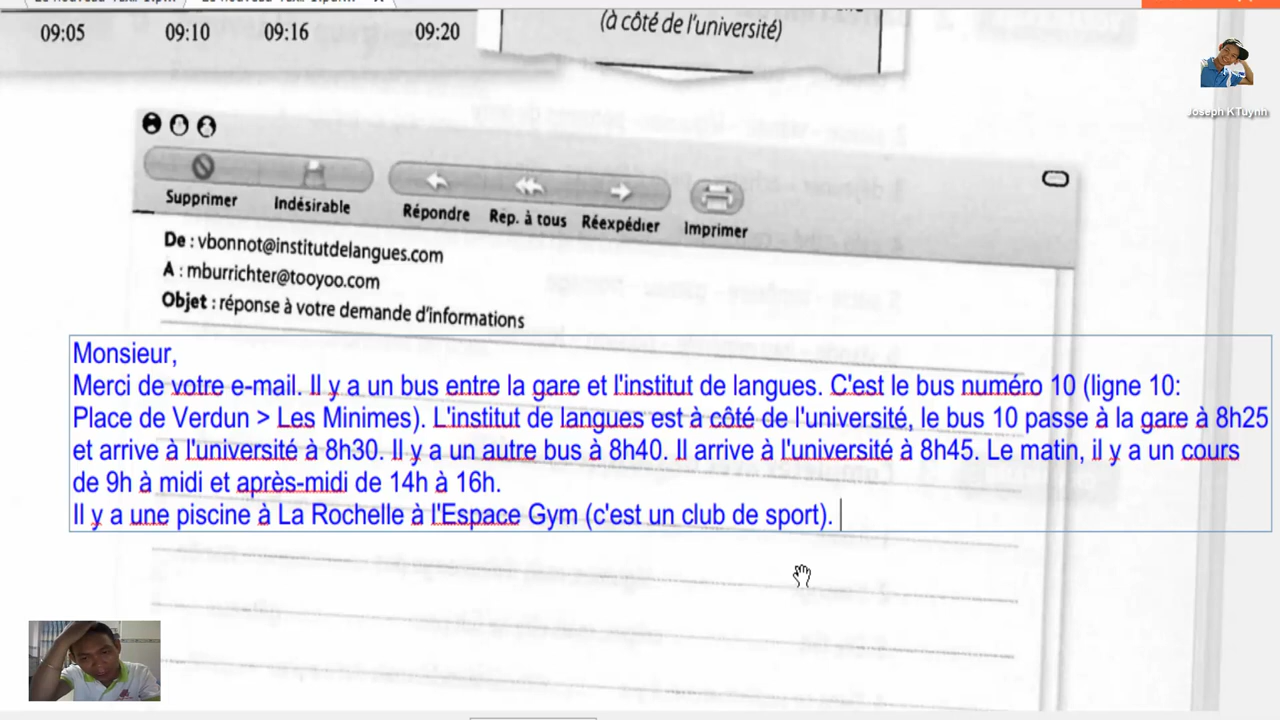 09:05 09:10 09:16 09:20
(à côté de l'université)
Joseph KTuynh
Supprimer Indésirable Répondre Rep. à tous Réexpédier Imprimer
De : vbonnot@institutdelangues.com
A : mburrichter@tooyoo.com
Objet : réponse à votre demande d'informations
Monsieur,
Merci de votre e-mail. Il y a un bus entre la gare et l'institut de langues. C'est le bus numéro 10 (ligne 10:
Place de Verdun > Les Minimes). L'institut de langues est à côté de l'université, le bus 10 passe à la gare à 8h25
et arrive à l'université à 8h30. Il y a un autre bus à 8h40. Il arrive à l'université à 8h45. Le matin, il y a un cours
de 9h à midi et après-midi de 14h à 16h.
Il y a une piscine à La Rochelle à l'Espace Gym (c'est un club de sport).